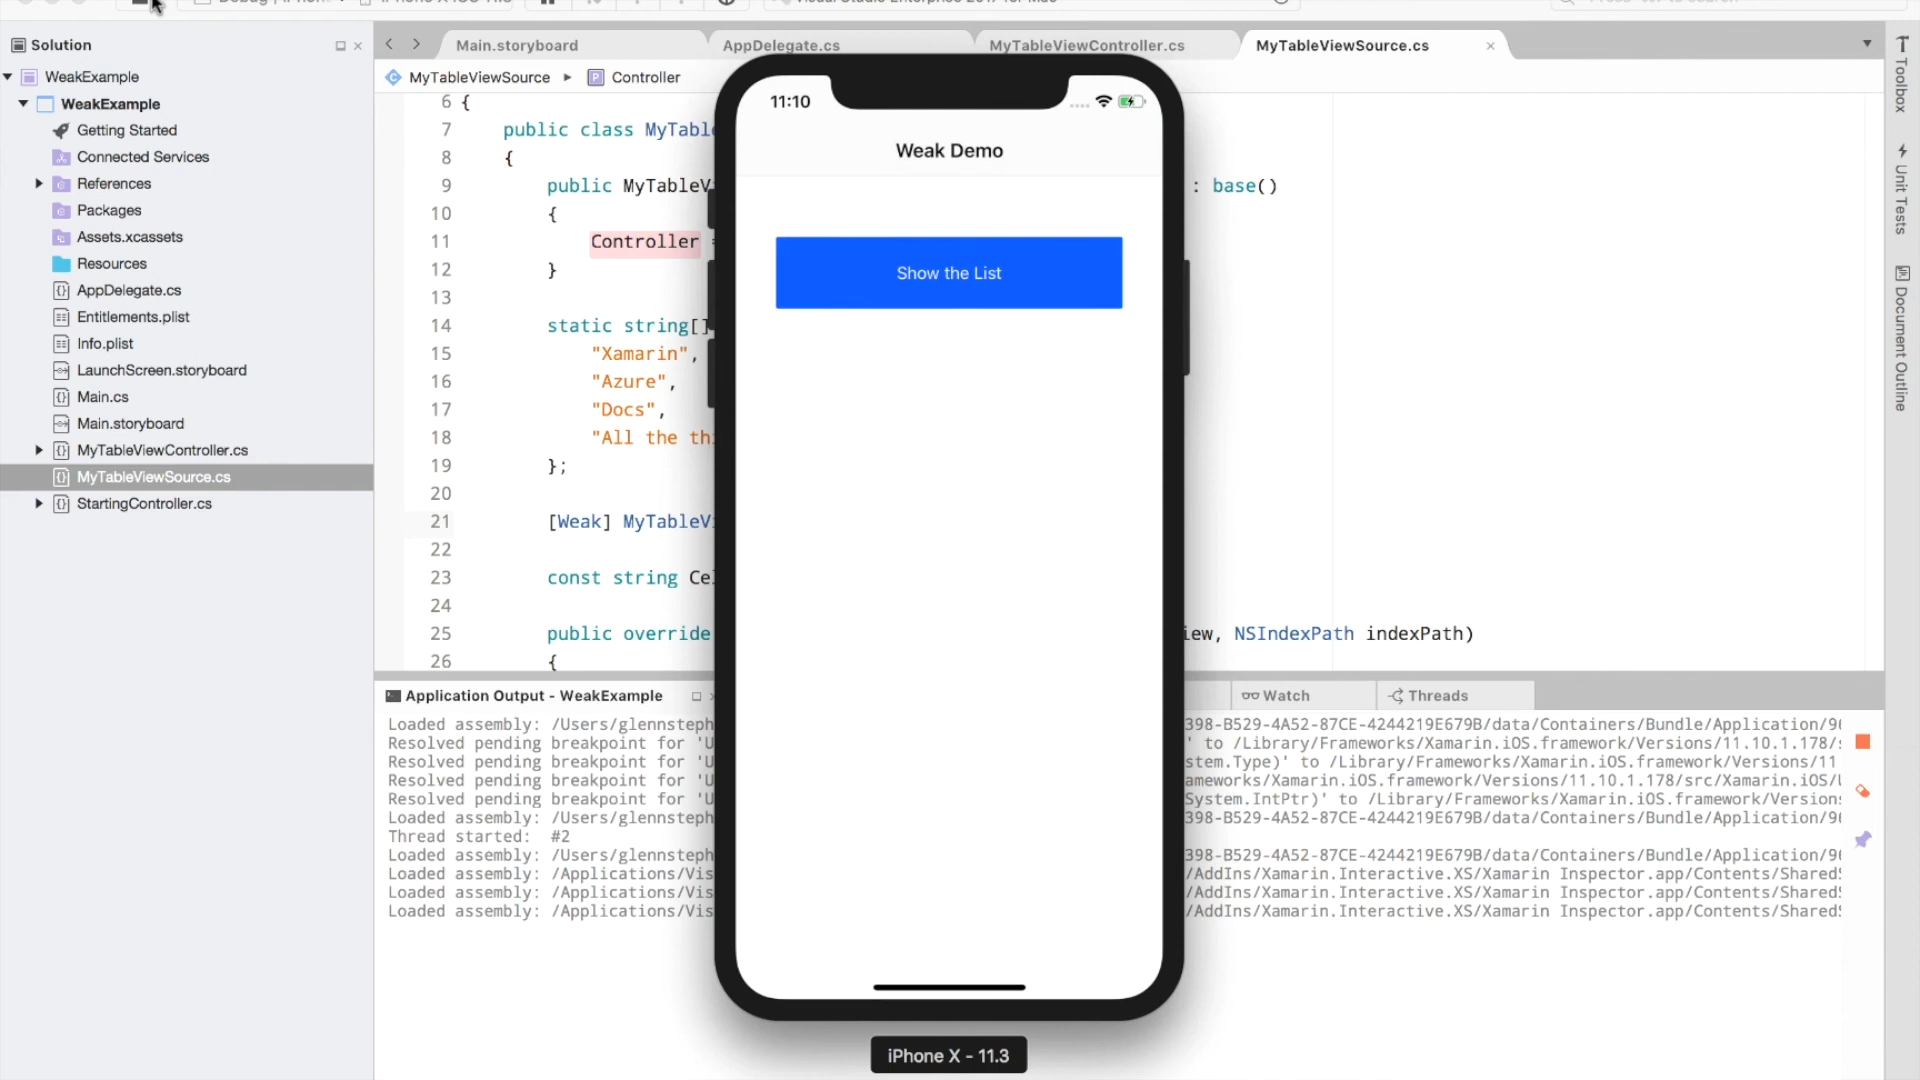 Solution
Main.storyboard
AppDelegate.cs
MyTableViewController.cs
MyTableViewSource.cs
MyTableViewSource
Controller
WeakExample
WeakExample
Getting Started
Connected Services
References
Packages
Assets.xcassets
Resources
AppDelegate.cs
Entitlements.plist
Info.plist
LaunchScreen.storyboard
Main.cs
Main.storyboard
MyTableViewController.cs
MyTableViewSource.cs
StartingController.cs
6 {
7 public class MyTable
8 {
9 public MyTableV : base()
10 {
11 Controller =
12 }
13
14 static string[]
15 "Xamarin",
16 "Azure",
17 "Docs",
18 "All the thi
19 };
20
21 [Weak] MyTableVi
22
23 const string Cel
24
25 public override iew, NSIndexPath indexPath)
26 {
11:10
Weak Demo
Show the List
iPhone X - 11.3
Application Output - WeakExample
Watch
Threads
Loaded assembly: /Users/glennsteph 398-B529-4A52-87CE-4244219E679B/data/Containers/Bundle/Application/96
Resolved pending breakpoint for 'U ' to /Library/Frameworks/Xamarin.iOS.framework/Versions/11.10.1.178/s
Resolved pending breakpoint for 'U stem.Type)' to /Library/Frameworks/Xamarin.iOS.framework/Versions/11
Resolved pending breakpoint for 'U ameworks/Xamarin.iOS.framework/Versions/11.10.1.178/src/Xamarin.iOS/U
Resolved pending breakpoint for 'U System.IntPtr)' to /Library/Frameworks/Xamarin.iOS.framework/Versions
Loaded assembly: /Users/glennsteph 398-B529-4A52-87CE-4244219E679B/data/Containers/Bundle/Application/96
Thread started: #2
Loaded assembly: /Users/glennsteph 398-B529-4A52-87CE-4244219E679B/data/Containers/Bundle/Application/96
Loaded assembly: /Applications/Vis /AddIns/Xamarin.Interactive.XS/Xamarin Inspector.app/Contents/SharedS
Loaded assembly: /Applications/Vis /AddIns/Xamarin.Interactive.XS/Xamarin Inspector.app/Contents/SharedS
Loaded assembly: /Applications/Vis /AddIns/Xamarin.Interactive.XS/Xamarin Inspector.app/Contents/SharedS
Toolbox
Unit Tests
Document Outline